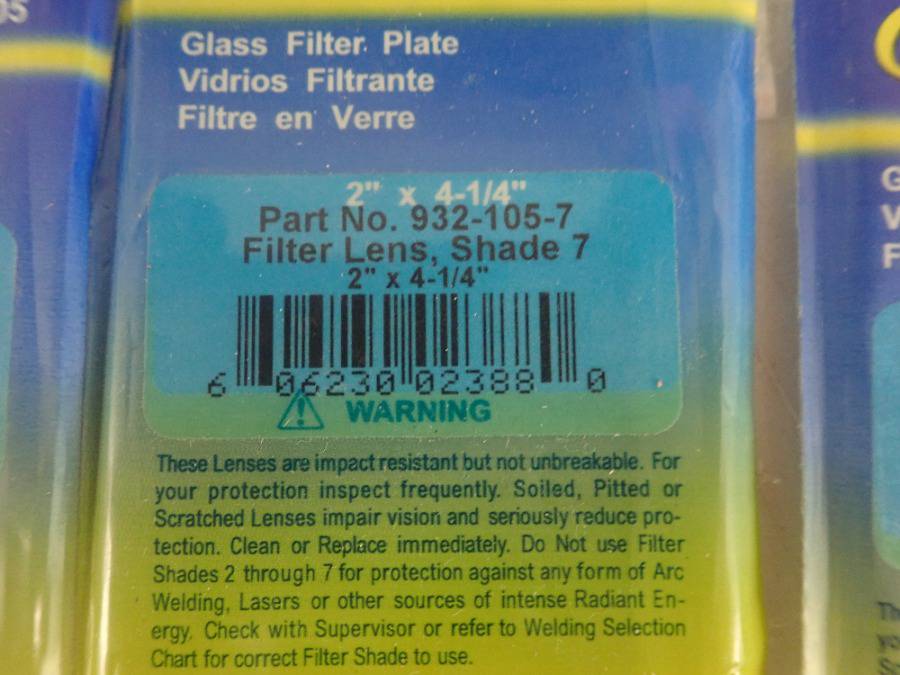 05
Glass Filter Plate
Vidrios Filtrante
Filtre en Verre
2" x 4-1/4"
Part No. 932-105-7
Filter Lens, Shade 7
2" x 4-1/4"
6 06230 02388 0
WARNING
These Lenses are impact resistant but not unbreakable. For
your protection inspect frequently. Soiled, Pitted or
Scratched Lenses impair vision and seriously reduce pro-
tection. Clean or Replace immediately. Do Not use Filter
Shades 2 through 7 for protection against any form of Arc
Welding, Lasers or other sources of intense Radiant En-
ergy. Check with Supervisor or refer to Welding Selection
Chart for correct Filter Shade to use.
G
V
F
Th
yo
Sc